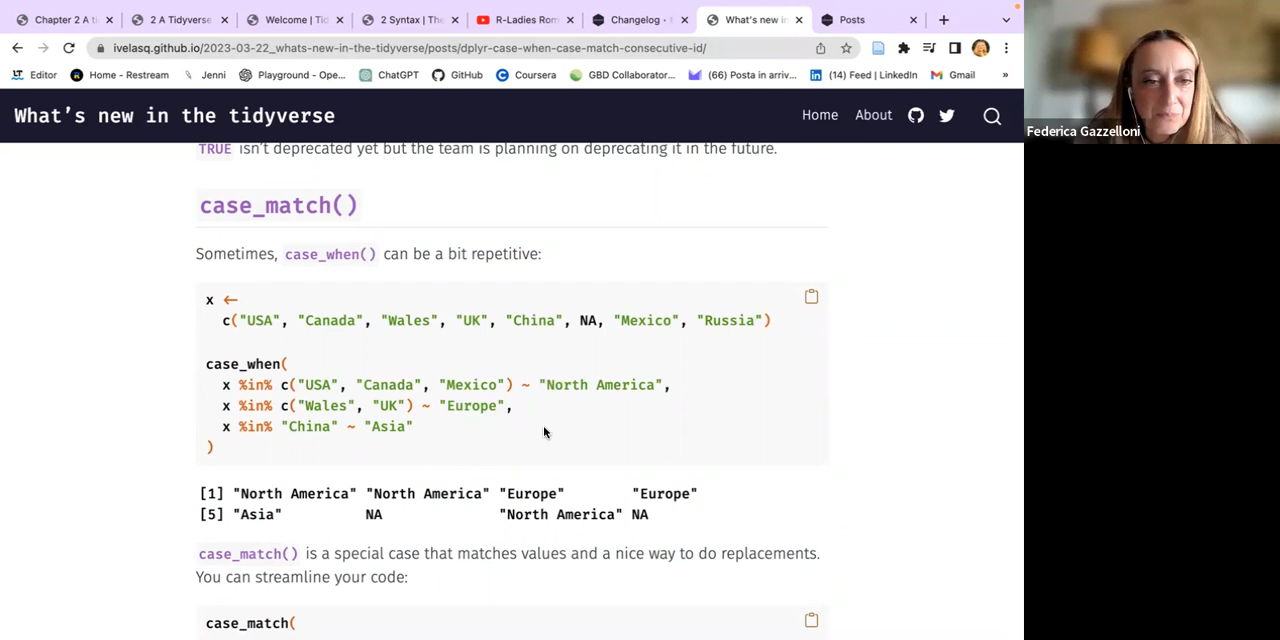 Chapter 2 A ti
2 A Tidyverse
Welcome | Tid
2 Syntax | The
R-Ladies Rom
Changelog •
What's new in
Posts
ivelasq.github.io/2023-03-22_whats-new-in-the-tidyverse/posts/dplyr-case-when-case-match-consecutive-id/
Editor
Home - Restream
Jenni
Playground - Ope...
ChatGPT
GitHub
Coursera
GBD Collaborator...
(66) Posta in arriv...
(14) Feed | LinkedIn
Gmail
»
What's new in the tidyverse
Home
About
Federica Gazzelloni
TRUE isn't deprecated yet but the team is planning on deprecating it in the future.
case_match()
Sometimes, case_when() can be a bit repetitive:
x ←
c("USA", "Canada", "Wales", "UK", "China", NA, "Mexico", "Russia")
case_when(
x %in% c("USA", "Canada", "Mexico") ~ "North America",
x %in% c("Wales", "UK") ~ "Europe",
x %in% "China" ~ "Asia"
)
[1] "North America" "North America" "Europe" "Europe"
[5] "Asia" NA "North America" NA
case_match() is a special case that matches values and a nice way to do replacements.
You can streamline your code:
case_match(